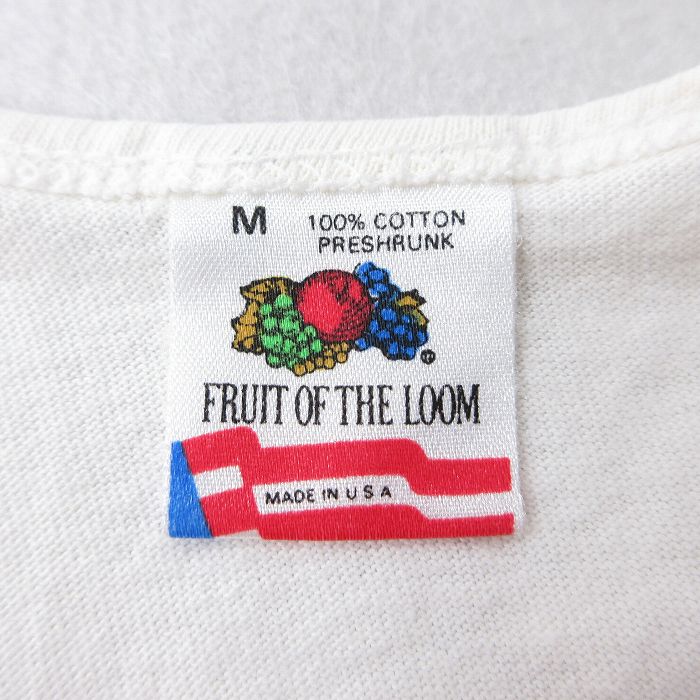 M 100% COTTON
PRESHRUNK
®
FRUIT OF THE LOOM
MADE IN U S A